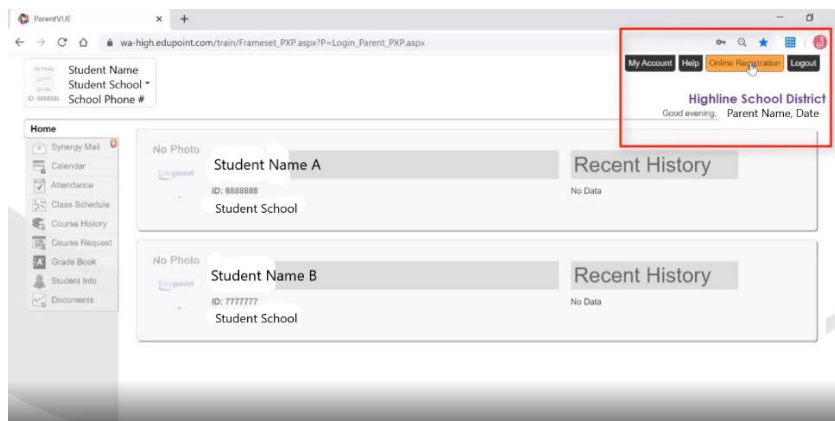 ParentVUE
wa-high.edupoint.com/train/Frameset_PXP.aspx?P=Login_Parent_PXP.aspx
My Account Help Online Registration Logout
Student Name
Student School
School Phone #
Highline School District
Good evening, Parent Name, Date
Home
Synergy Mail
Calendar
Attendance
Class Schedule
Course History
Course Request
Grade Book
Student Info
Documents
No Photo
Student Name A
ID: 8888888
Student School
Recent History
No Data
No Photo
Student Name B
ID: 7777777
Student School
Recent History
No Data